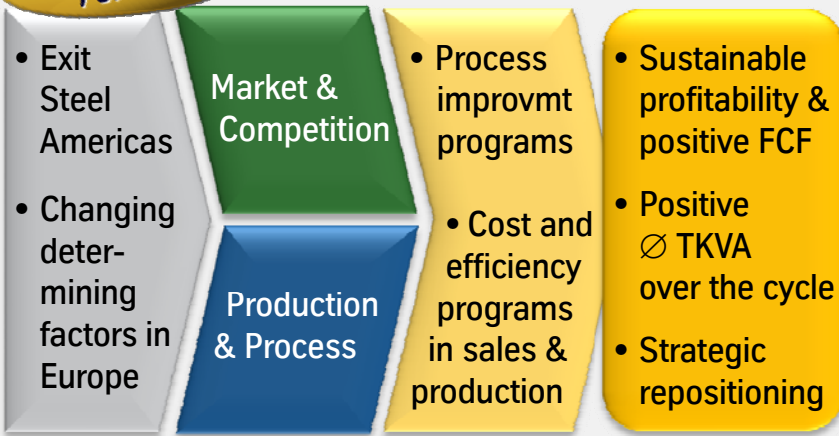 • Exit
Steel
Americas
• Changing
deter-
mining
factors in
Europe
Market &
Competition
Production
& Process
• Process
improvmt
programs
• Cost and
efficiency
programs
in sales &
production
• Sustainable
profitability &
positive FCF
• Positive
∅ TKVA
over the cycle
• Strategic
repositioning